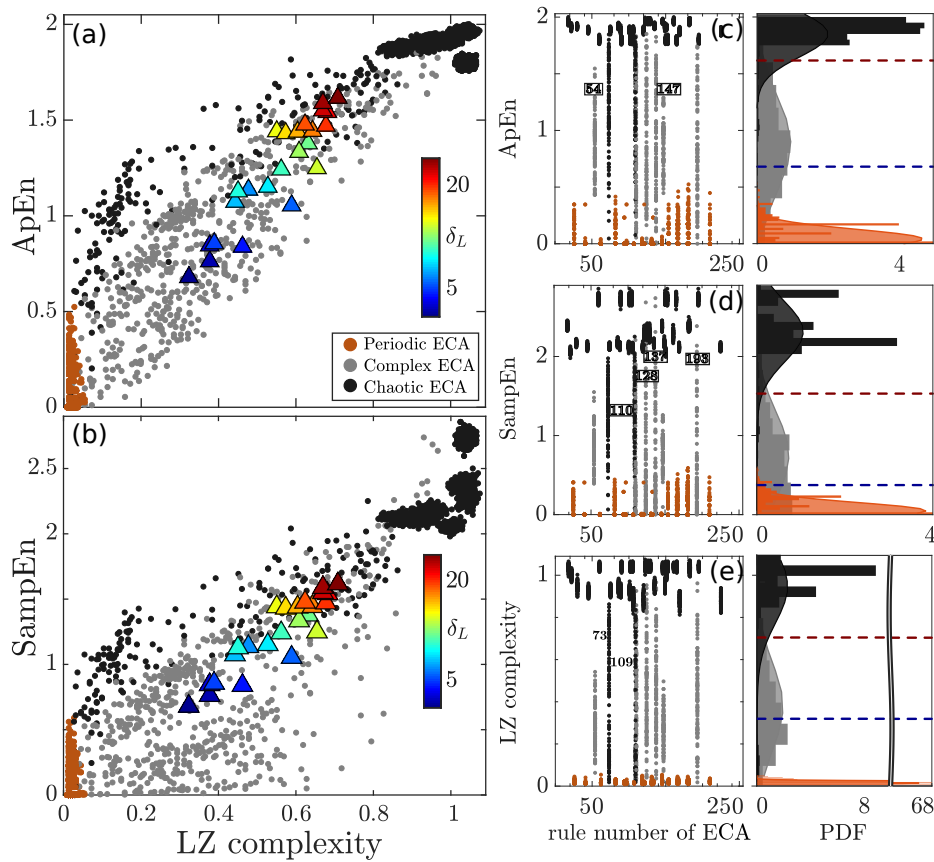 (a)
2
1.5
1
0.5
0
ApEn
20
δL
5
Periodic ECA
Complex ECA
Chaotic ECA
(b)
2.5
2
1.5
1
0.5
0
SampEn
20
δL
5
0 0.2 0.4 0.6 0.8 1
LZ complexity
(c)
2
1
0
ApEn
54
147
50 250
0 4
(d)
2
1
0
SampEn
137
193
128
110
50 250
0 4
(e)
1
0
LZ complexity
73
109
50 250
0 8 68
rule number of ECA
PDF